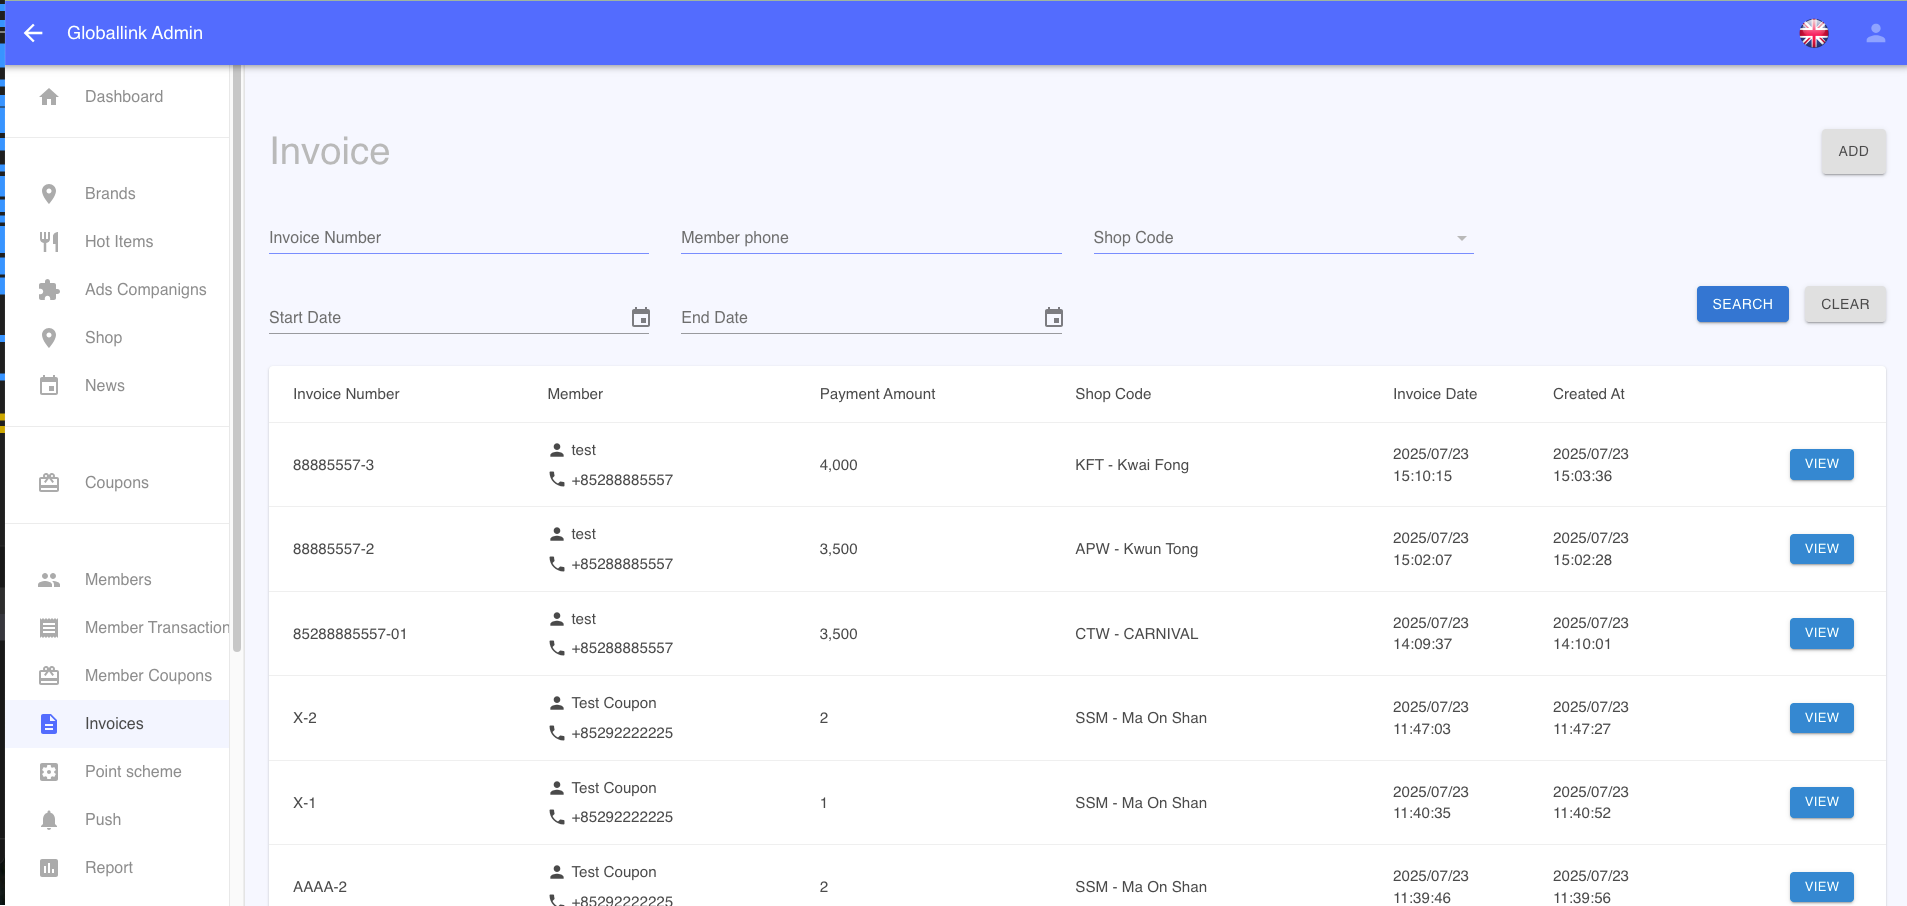 Globallink Admin
Dashboard
Brands
Hot Items
Ads Companigns
Shop
News
Coupons
Members
Member Transaction
Member Coupons
Invoices
Point scheme
Push
Report
Invoice
ADD
Invoice Number
Member phone
Shop Code
Start Date
End Date
SEARCH
CLEAR
Invoice Number Member Payment Amount Shop Code Invoice Date Created At
88885557-3
test
+85288885557
4,000
KFT - Kwai Fong
2025/07/23
15:10:15
2025/07/23
15:03:36
VIEW
88885557-2
test
+85288885557
3,500
APW - Kwun Tong
2025/07/23
15:02:07
2025/07/23
15:02:28
VIEW
85288885557-01
test
+85288885557
3,500
CTW - CARNIVAL
2025/07/23
14:09:37
2025/07/23
14:10:01
VIEW
X-2
Test Coupon
+85292222225
2
SSM - Ma On Shan
2025/07/23
11:47:03
2025/07/23
11:47:27
VIEW
X-1
Test Coupon
+85292222225
1
SSM - Ma On Shan
2025/07/23
11:40:35
2025/07/23
11:40:52
VIEW
AAAA-2
Test Coupon
+85292222225
2
SSM - Ma On Shan
2025/07/23
11:39:46
2025/07/23
11:39:56
VIEW